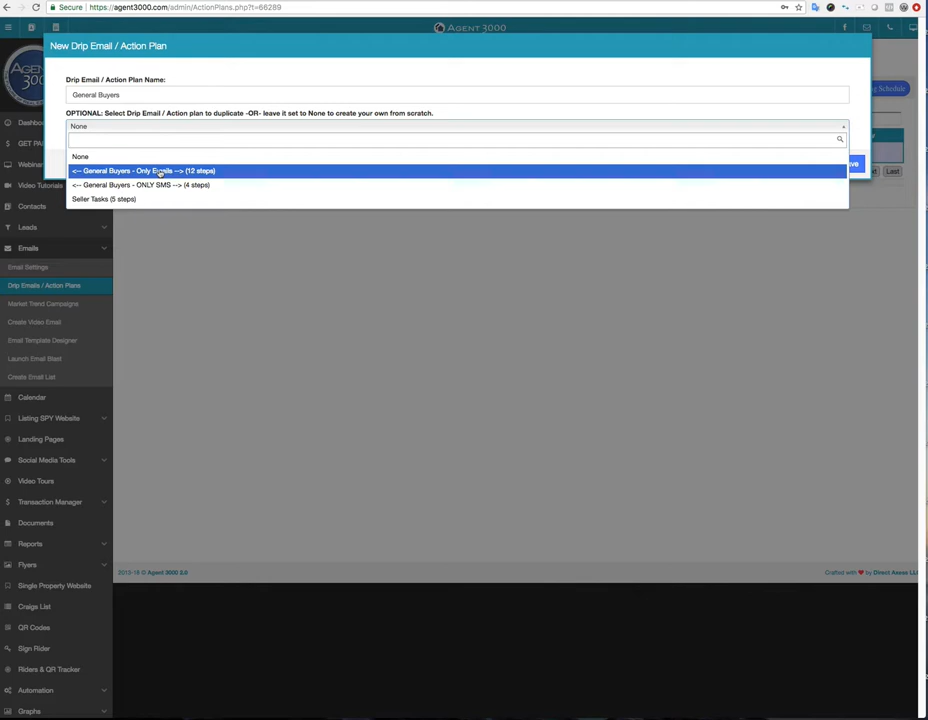 Secure
https://agent3000.com/admin/ActionPlans.php?t=66289
AGENT3000
New Drip Email / Action Plan
Drip Email / Action Plan Name:
General Buyers
OPTIONAL: Select Drip Email / Action plan to duplicate -OR- leave it set to None to create your own from scratch.
None
None
<-- General Buyers - Only Emails --> (12 steps)
<-- General Buyers - ONLY SMS --> (4 steps)
Seller Tasks (5 steps)
Schedule
Last
Video Tutorials
Contacts
Leads
Emails
Email Settings
Drip Emails / Action Plans
Market Trend Campaigns
Create Video Email
Email Template Designer
Launch Email Blast
Create Email List
Calendar
Listing SPY Website
Landing Pages
Social Media Tools
Video Tours
Transaction Manager
Documents
Reports
Flyers
Single Property Website
Craigs List
QR Codes
Sign Rider
Riders & QR Tracker
Automation
Graphs
2013-18 © Agent 3000 2.0
Crafted with ❤ by Direct Axess LL